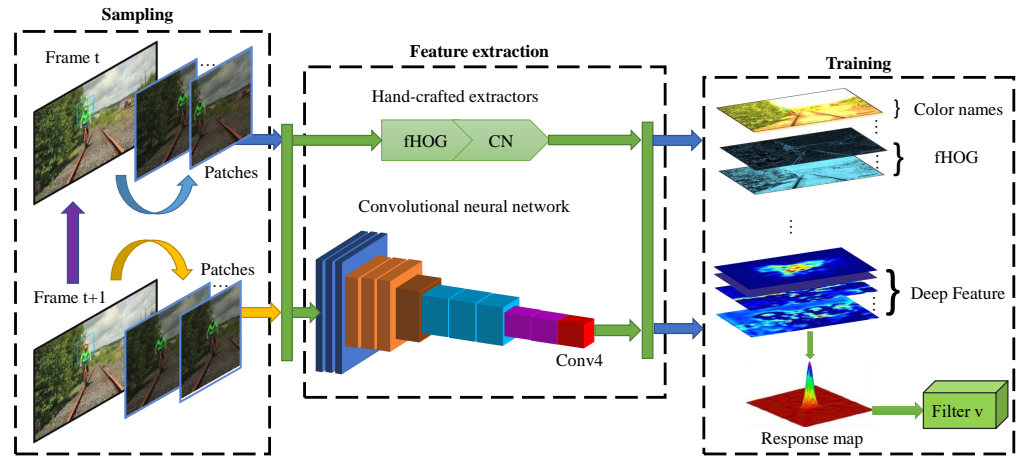 Sampling
Frame t
...
Patches
Patches
...
Frame t+1
Feature extraction
Hand-crafted extractors
fHOG
CN
Convolutional neural network
Conv4
Training
Color names
fHOG
...
Deep Feature
Response map
Filter v